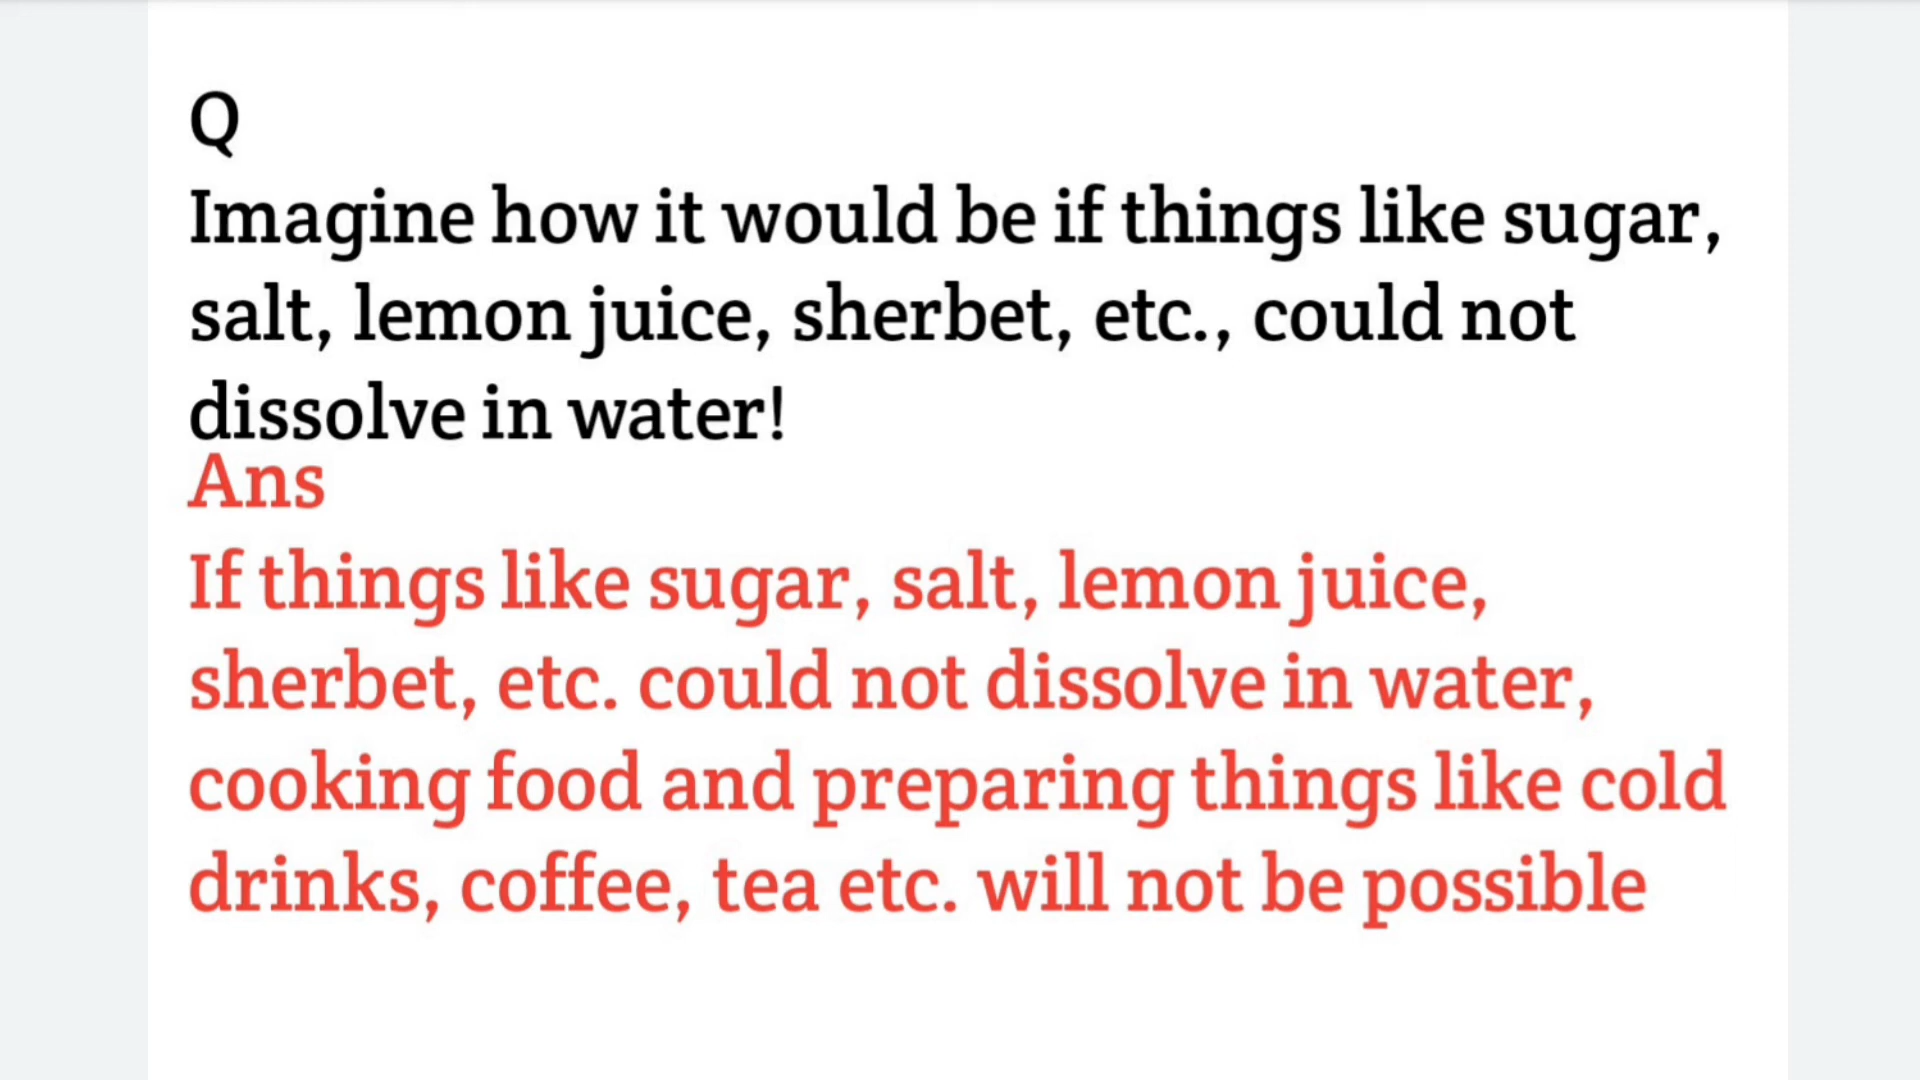 Q
Imagine how it would be if things like sugar,
salt, lemon juice, sherbet, etc., could not
dissolve in water!
Ans
If things like sugar, salt, lemon juice,
sherbet, etc. could not dissolve in water,
cooking food and preparing things like cold
drinks, coffee, tea etc. will not be possible